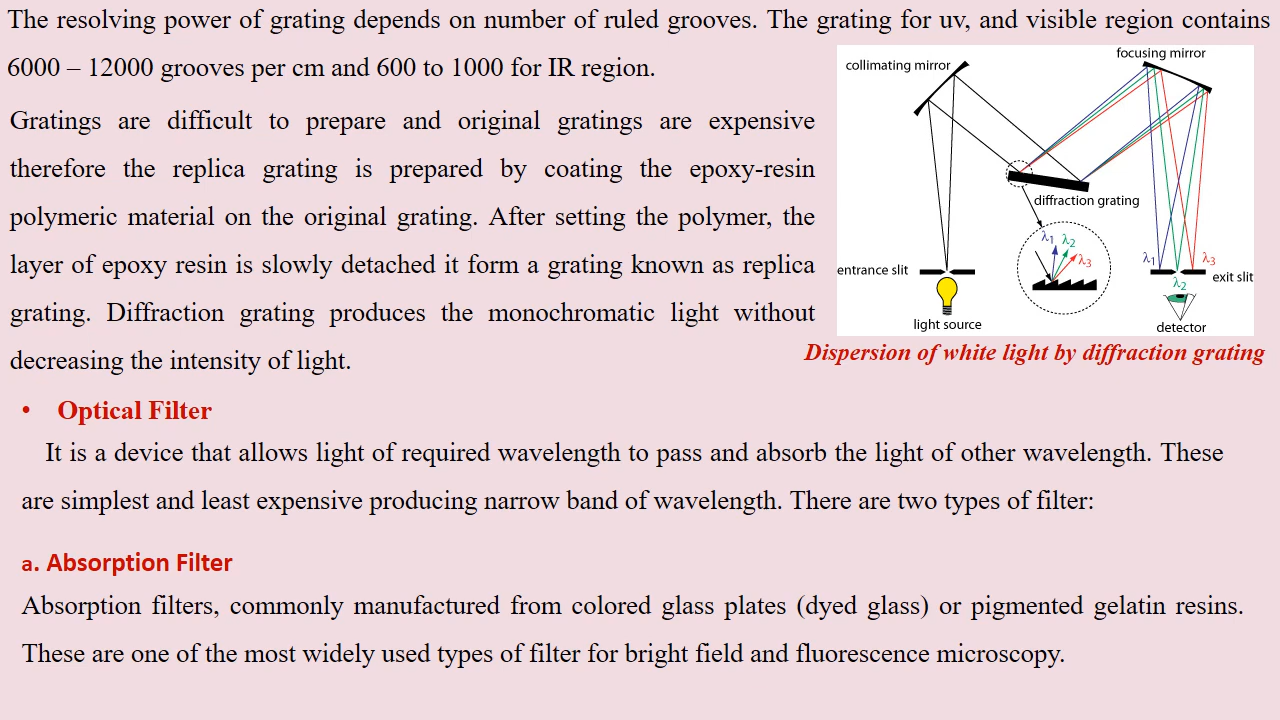 The resolving power of grating depends on number of ruled grooves. The grating for uv, and visible region contains
6000 – 12000 grooves per cm and 600 to 1000 for IR region.
Gratings are difficult to prepare and original gratings are expensive
therefore the replica grating is prepared by coating the epoxy-resin
polymeric material on the original grating. After setting the polymer, the
layer of epoxy resin is slowly detached it form a grating known as replica
grating. Diffraction grating produces the monochromatic light without
decreasing the intensity of light.
collimating mirror
focusing mirror
diffraction grating
λ1 λ2
λ3
entrance slit
light source
λ1
λ3
λ2
exit slit
detector
Dispersion of white light by diffraction grating
• Optical Filter
It is a device that allows light of required wavelength to pass and absorb the light of other wavelength. These
are simplest and least expensive producing narrow band of wavelength. There are two types of filter:
a. Absorption Filter
Absorption filters, commonly manufactured from colored glass plates (dyed glass) or pigmented gelatin resins.
These are one of the most widely used types of filter for bright field and fluorescence microscopy.